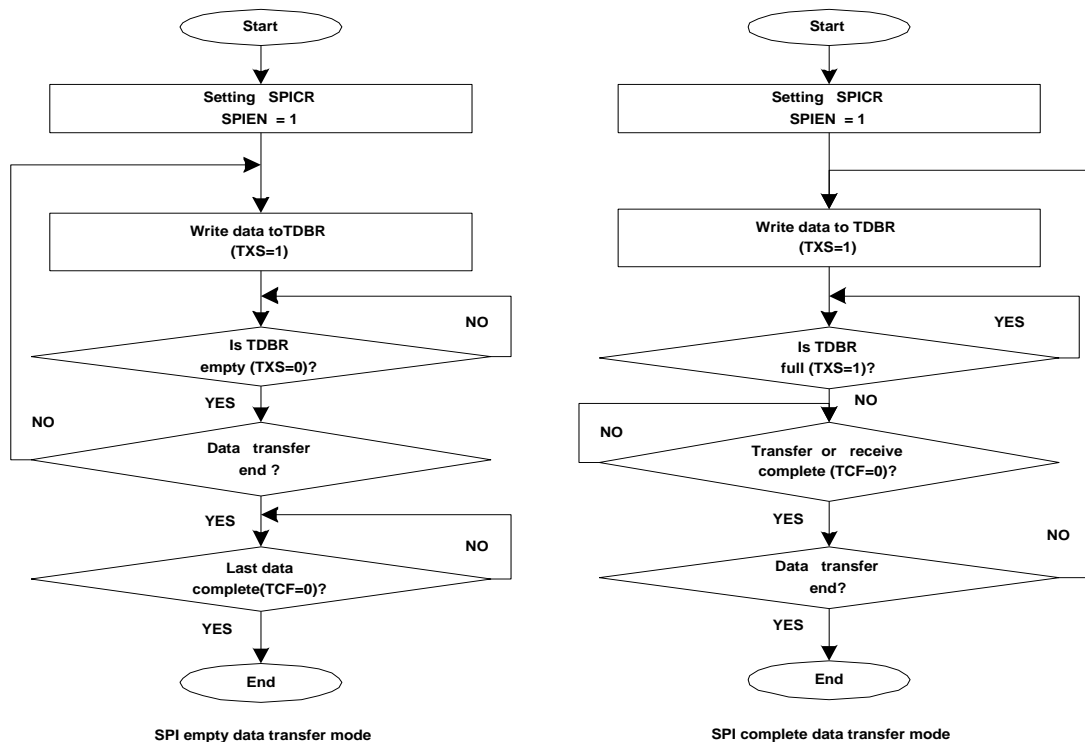 Start
Setting SPICR
SPIEN = 1
Write data toTDBR
(TXS=1)
NO
Is TDBR
empty (TXS=0)?
YES
NO
Data transfer
end ?
YES
NO
Last data
complete(TCF=0)?
YES
End
SPI empty data transfer mode
Start
Setting SPICR
SPIEN = 1
Write data to TDBR
(TXS=1)
YES
Is TDBR
full (TXS=1)?
NO
NO
Transfer or receive
complete (TCF=0)?
YES
NO
Data transfer
end?
YES
End
SPI complete data transfer mode